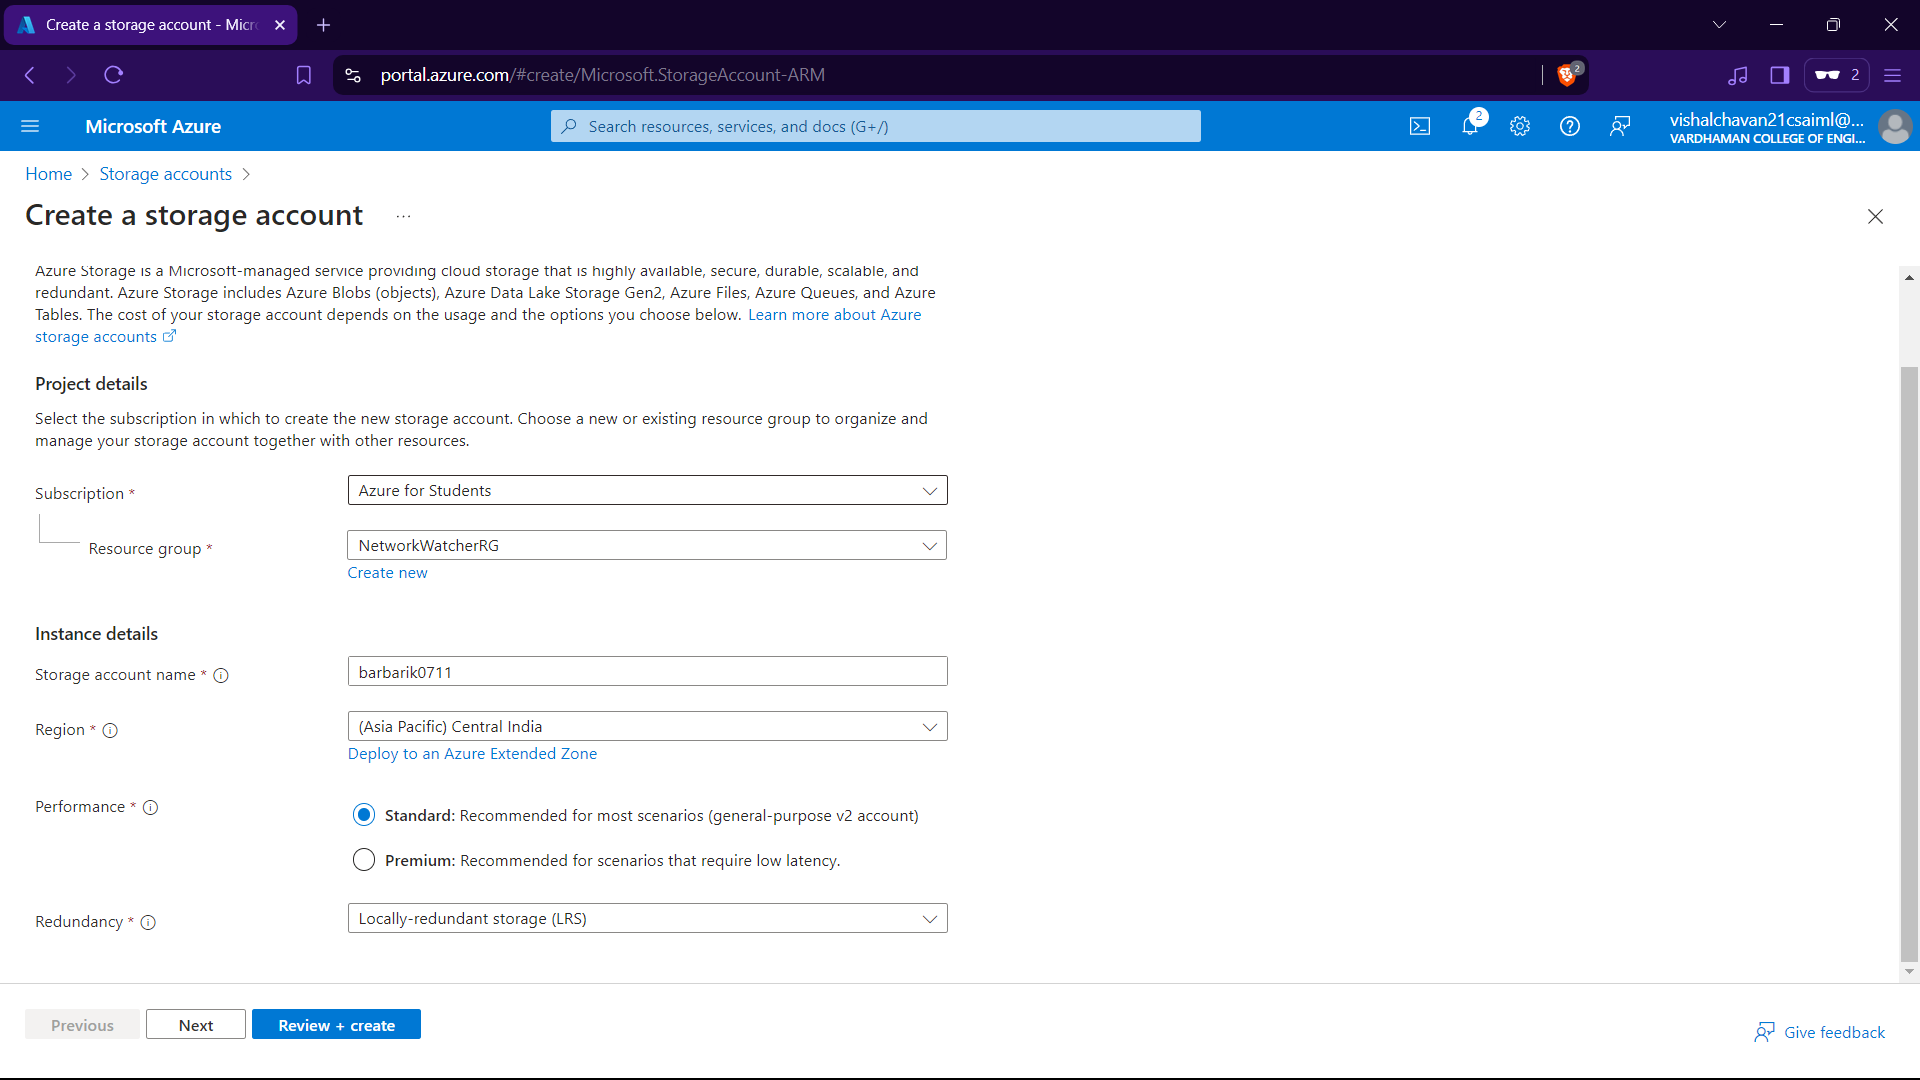 Create a storage account - Micr
portal.azure.com/#create/Microsoft.StorageAccount-ARM
2
2
Microsoft Azure
Search resources, services, and docs (G+/)
2
vishalchavan21csaiml@...
VARDHAMAN COLLEGE OF ENGI...
Home > Storage accounts >
Create a storage account ...
Azure Storage is a Microsoft-managed service providing cloud storage that is highly available, secure, durable, scalable, and
redundant. Azure Storage includes Azure Blobs (objects), Azure Data Lake Storage Gen2, Azure Files, Azure Queues, and Azure
Tables. The cost of your storage account depends on the usage and the options you choose below. Learn more about Azure
storage accounts
Project details
Select the subscription in which to create the new storage account. Choose a new or existing resource group to organize and
manage your storage account together with other resources.
Subscription *
Azure for Students
Resource group *
NetworkWatcherRG
Create new
Instance details
Storage account name *
barbarik0711
Region *
(Asia Pacific) Central India
Deploy to an Azure Extended Zone
Performance *
Standard: Recommended for most scenarios (general-purpose v2 account)
Premium: Recommended for scenarios that require low latency.
Redundancy *
Locally-redundant storage (LRS)
Previous
Next
Review + create
Give feedback